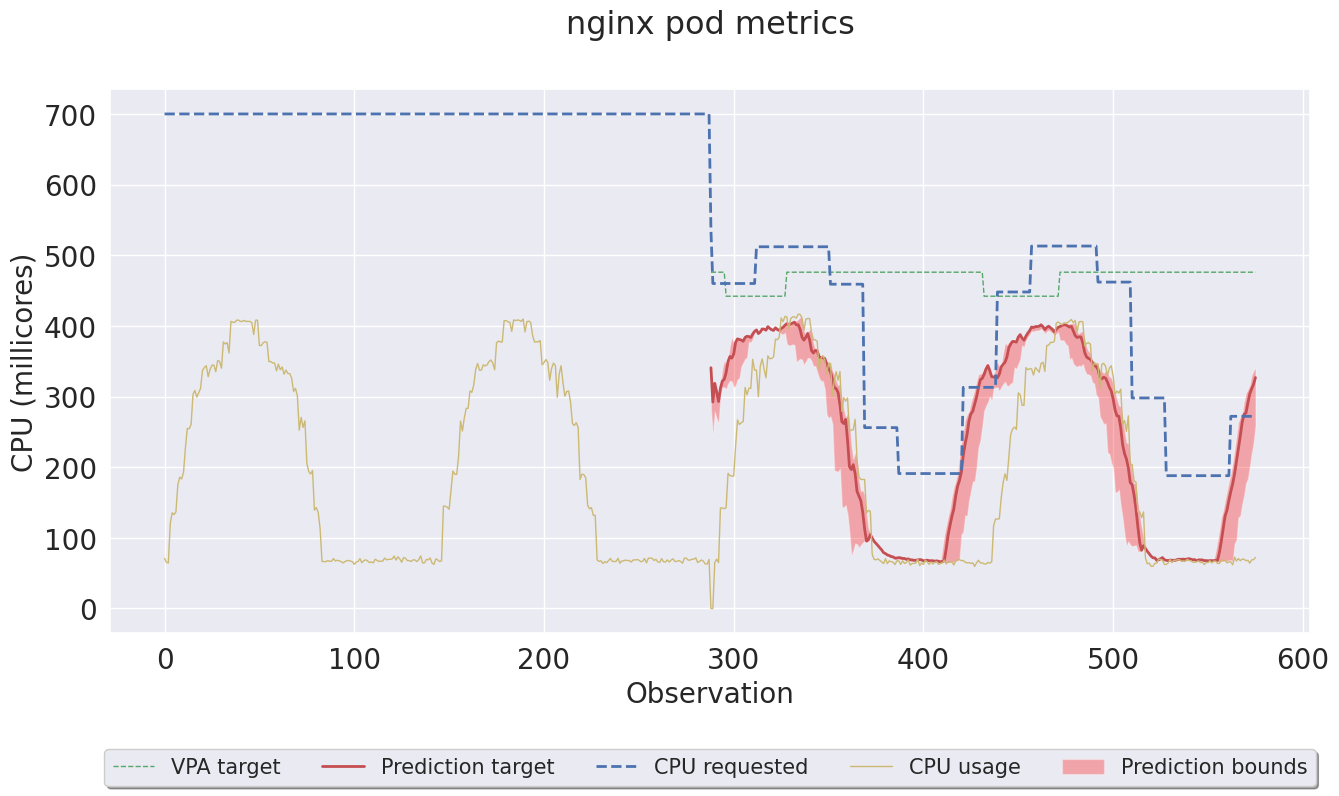 nginx pod metrics
CPU (millicores)
700
600
500
400
300
200
100
0
0 100 200 300 400 500 600
Observation
VPA target Prediction target CPU requested CPU usage Prediction bounds